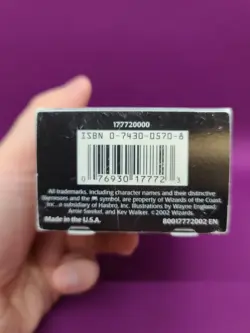 177720000
ISBN 0-7430-0570-8
0 76930 17772 3
All trademarks, including character names and their distinctive
likenesses and the symbol, are property of Wizards of the Coast,
Inc., a subsidiary of Hasbro, Inc. Illustrations by Wayne England,
Arnie Swekel, and Kev Walker. ©2002 Wizards.
Made in the U.S.A.
80017772002 EN